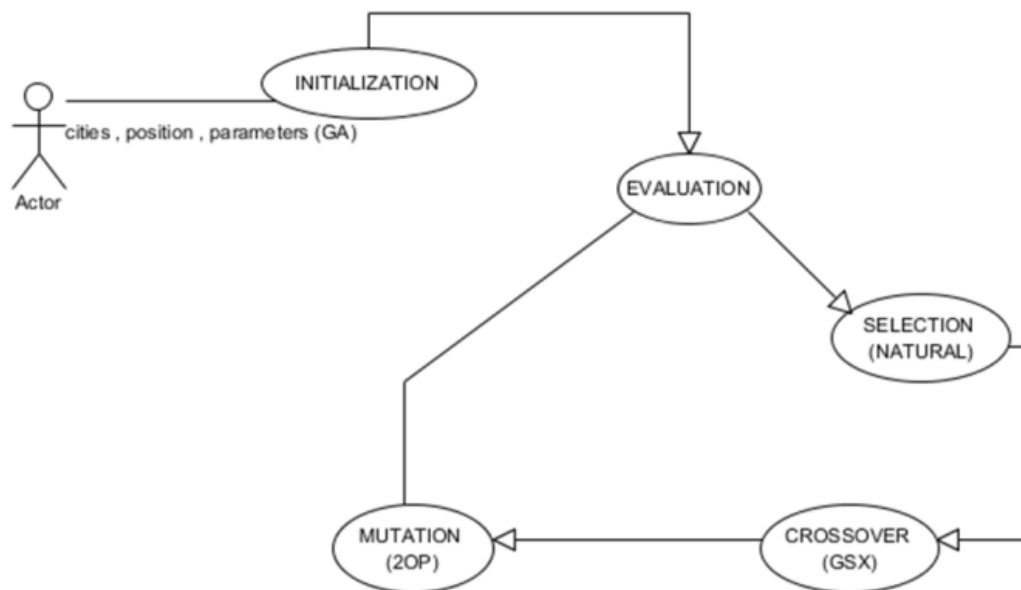 INITIALIZATION
cities , position , parameters (GA)
Actor
EVALUATION
SELECTION
(NATURAL)
MUTATION
(2OP)
CROSSOVER
(GSX)